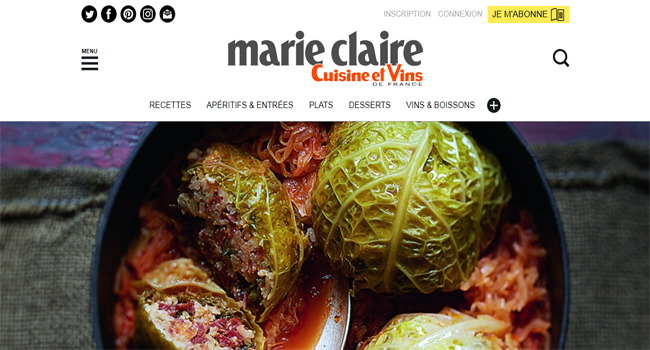 INSCRIPTION CONNEXION JE M'ABONNE
MENU
marie claire
Cuisine et Vins
DE FRANCE
RECETTES APÉRITIFS & ENTRÉES PLATS DESSERTS VINS & BOISSONS